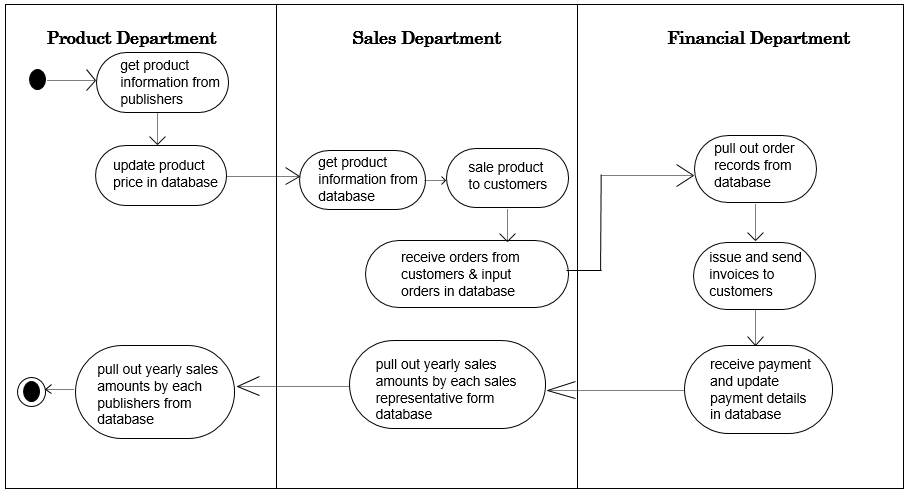 Product Department
Sales Department
Financial Department
get product
information from
publishers
update product
price in database
get product
information from
database
sale product
to customers
receive orders from
customers & input
orders in database
pull out order
records from
database
issue and send
invoices to
customers
receive payment
and update
payment details
in database
pull out yearly sales
amounts by each sales
representative form
database
pull out yearly sales
amounts by each
publishers from
database